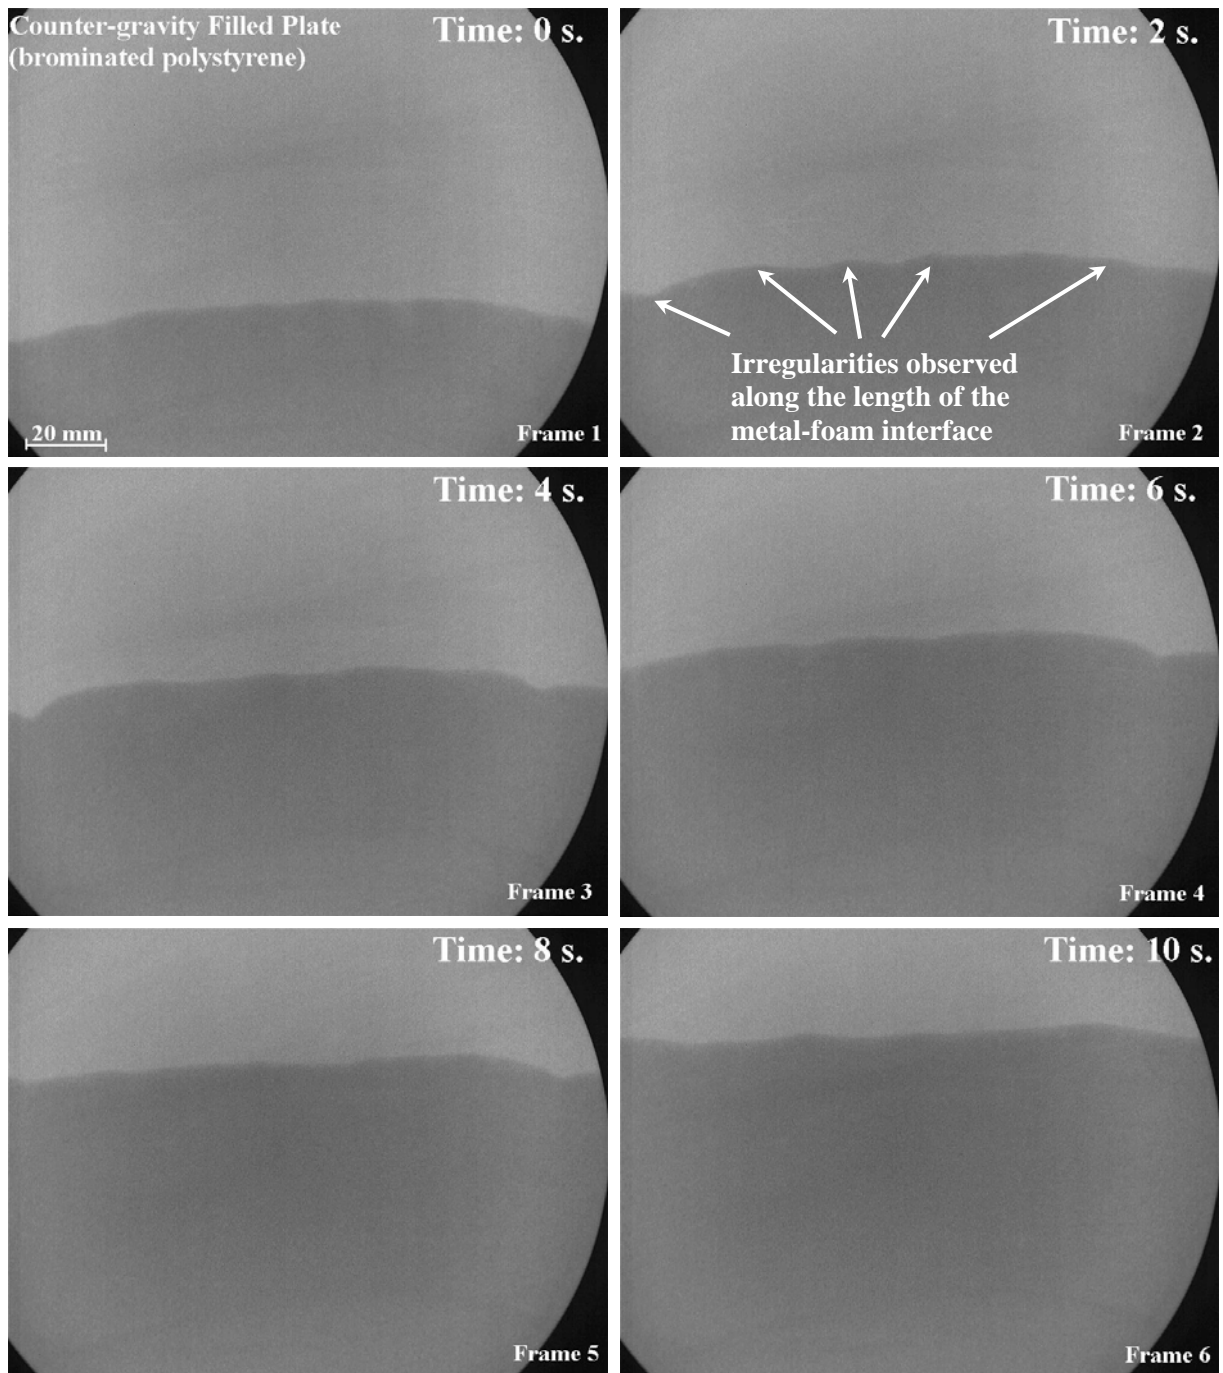 Counter-gravity Filled Plate
(brominated polystyrene)
Time: 0 s.
20 mm
Frame 1
Time: 2 s.
Irregularities observed
along the length of the
metal-foam interface
Frame 2
Time: 4 s.
Frame 3
Time: 6 s.
Frame 4
Time: 8 s.
Frame 5
Time: 10 s.
Frame 6